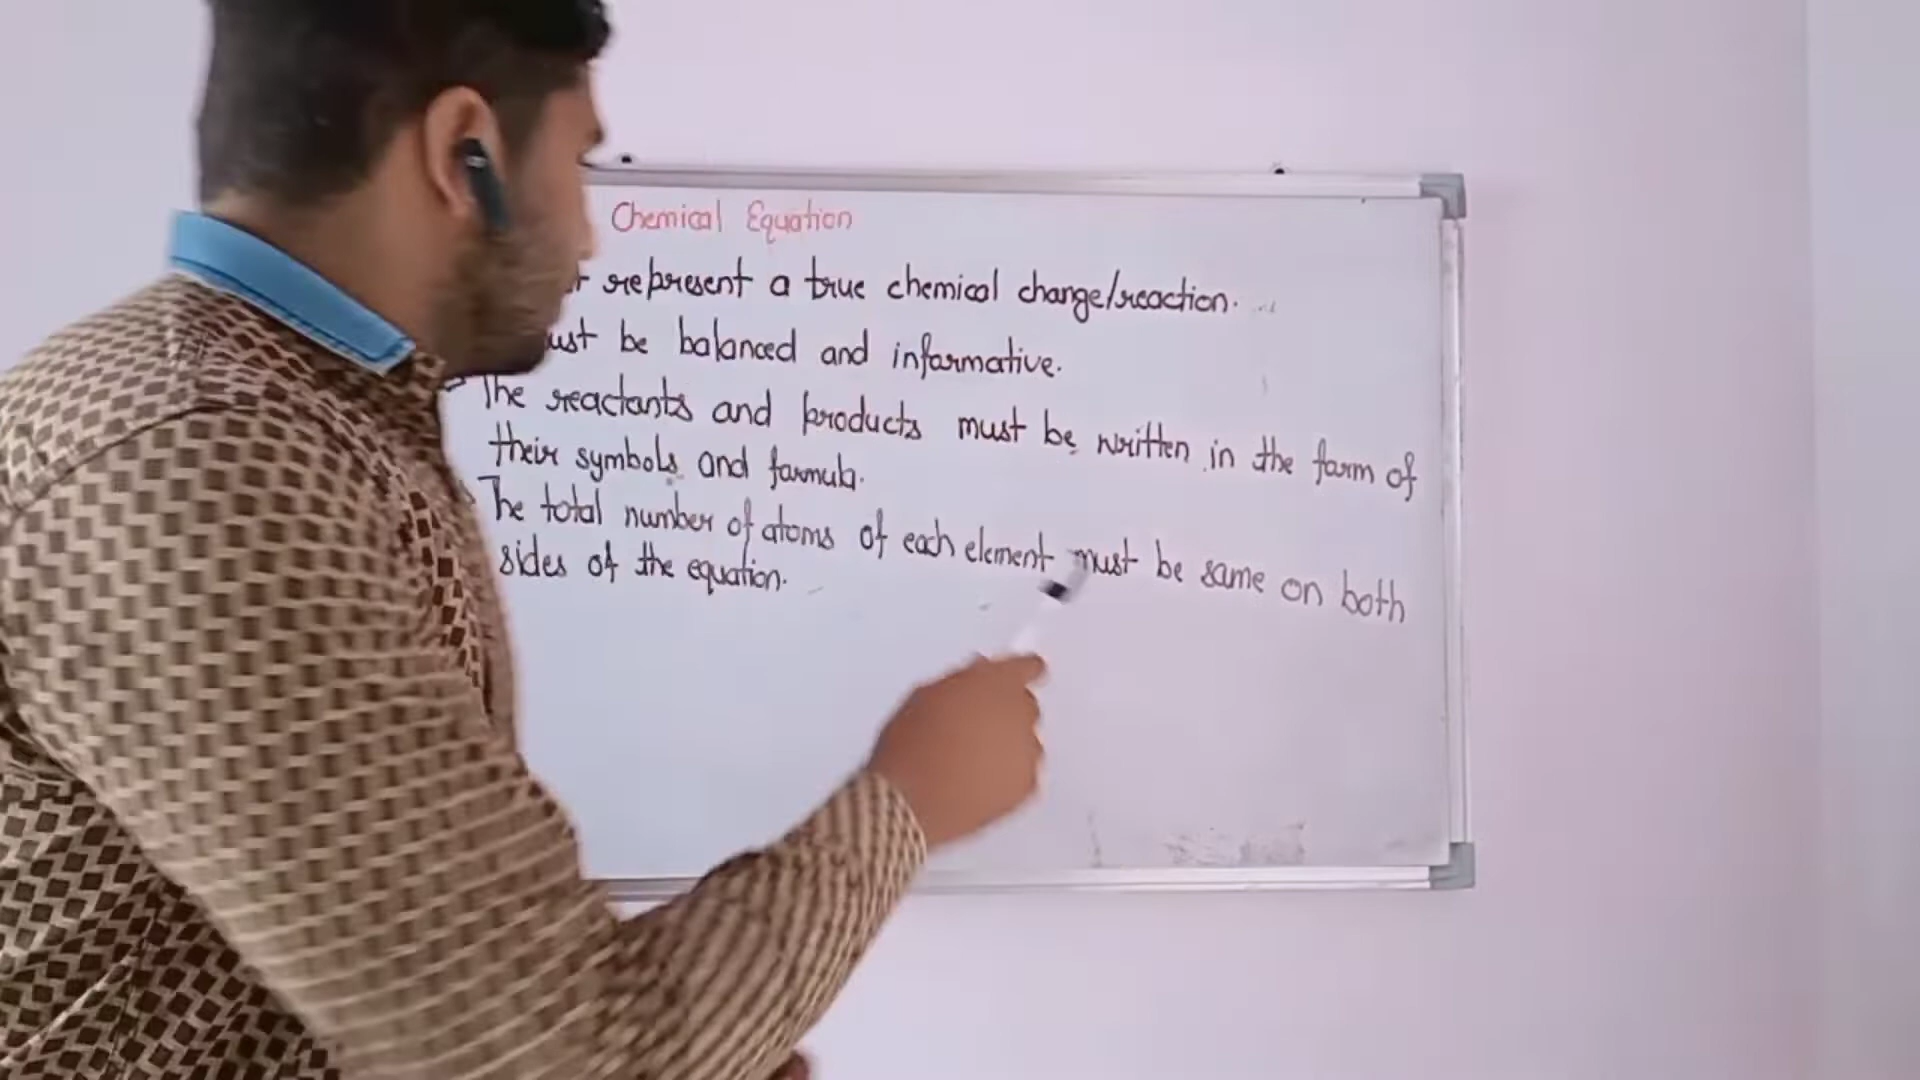 Chemical Equation
represent a true chemical change/reaction.
must be balanced and informative.
The reactants and products must be written in the form of
their symbols and formula.
The total number of atoms of each element must be same on both
sides of the equation.